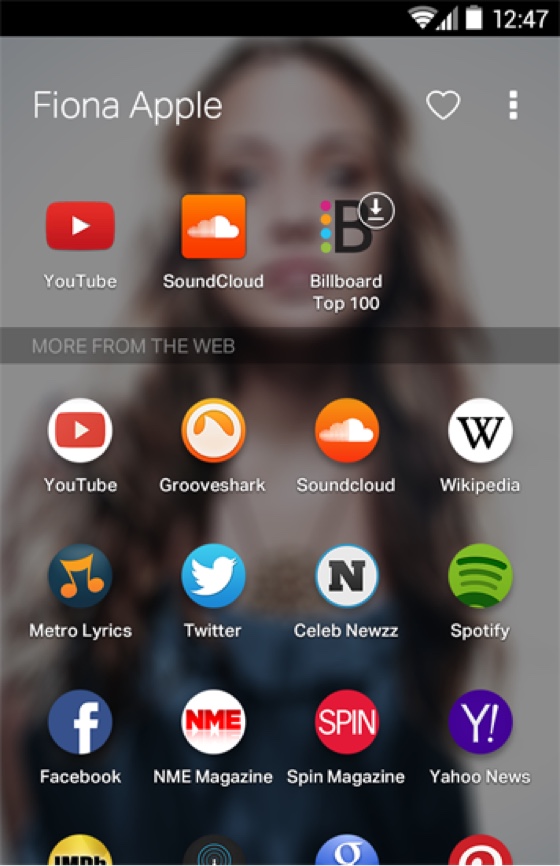 12:47
Fiona Apple
B
YouTube
SoundCloud
Billboard
Top 100
MORE FROM THE WEB
W
YouTube
Grooveshark
Soundcloud
Wikipedia
N
Metro Lyrics
Twitter
Celeb Newzz
Spotify
f
NME
SPIN
Y!
Facebook
NME Magazine
Spin Magazine
Yahoo News
IMDb
g